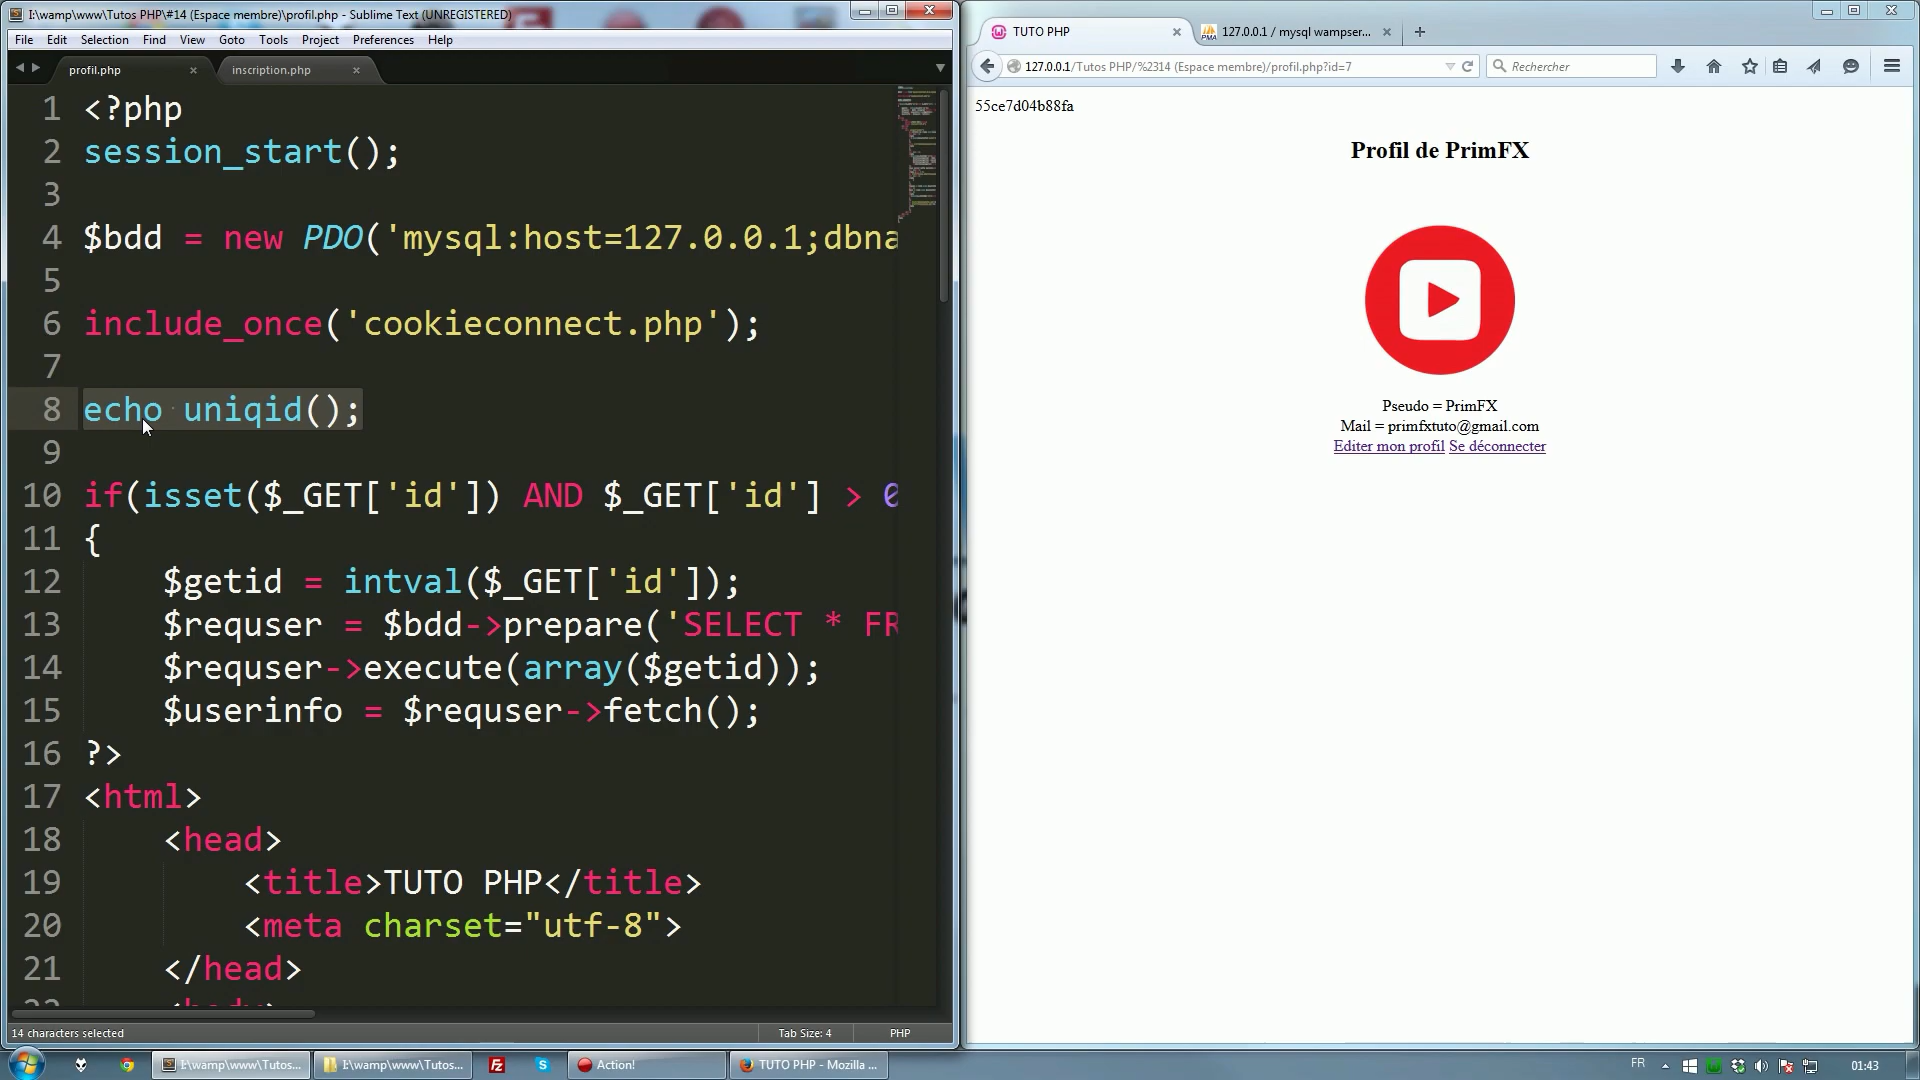 I:\wamp\www\Tutos PHP\#14 (Espace membre)\profil.php - Sublime Text (UNREGISTERED)
File Edit Selection Find View Goto Tools Project Preferences Help
profil.php inscription.php
1 <?php
2 session_start();
3
4 $bdd = new PDO('mysql:host=127.0.0.1;dbna
5
6 include_once('cookieconnect.php');
7
8 echo uniqid();
9
10 if(isset($_GET['id']) AND $_GET['id'] > 0
11 {
12 $getid = intval($_GET['id']);
13 $requser = $bdd->prepare('SELECT * FR
14 $requser->execute(array($getid));
15 $userinfo = $requser->fetch();
16 ?>
17 <html>
18 <head>
19 <title>TUTO PHP</title>
20 <meta charset="utf-8">
21 </head>
22 <body>
14 characters selected Tab Size: 4 PHP
TUTO PHP 127.0.0.1 / mysql wampser...
127.0.0.1/Tutos PHP/%2314 (Espace membre)/profil.php?id=7 Rechercher
55ce7d04b88fa
Profil de PrimFX
Pseudo = PrimFX
Mail = primfxtuto@gmail.com
Editer mon profil Se déconnecter
I:\wamp\www\Tutos... I:\wamp\www\Tutos... Action! TUTO PHP - Mozilla ... FR 01:43